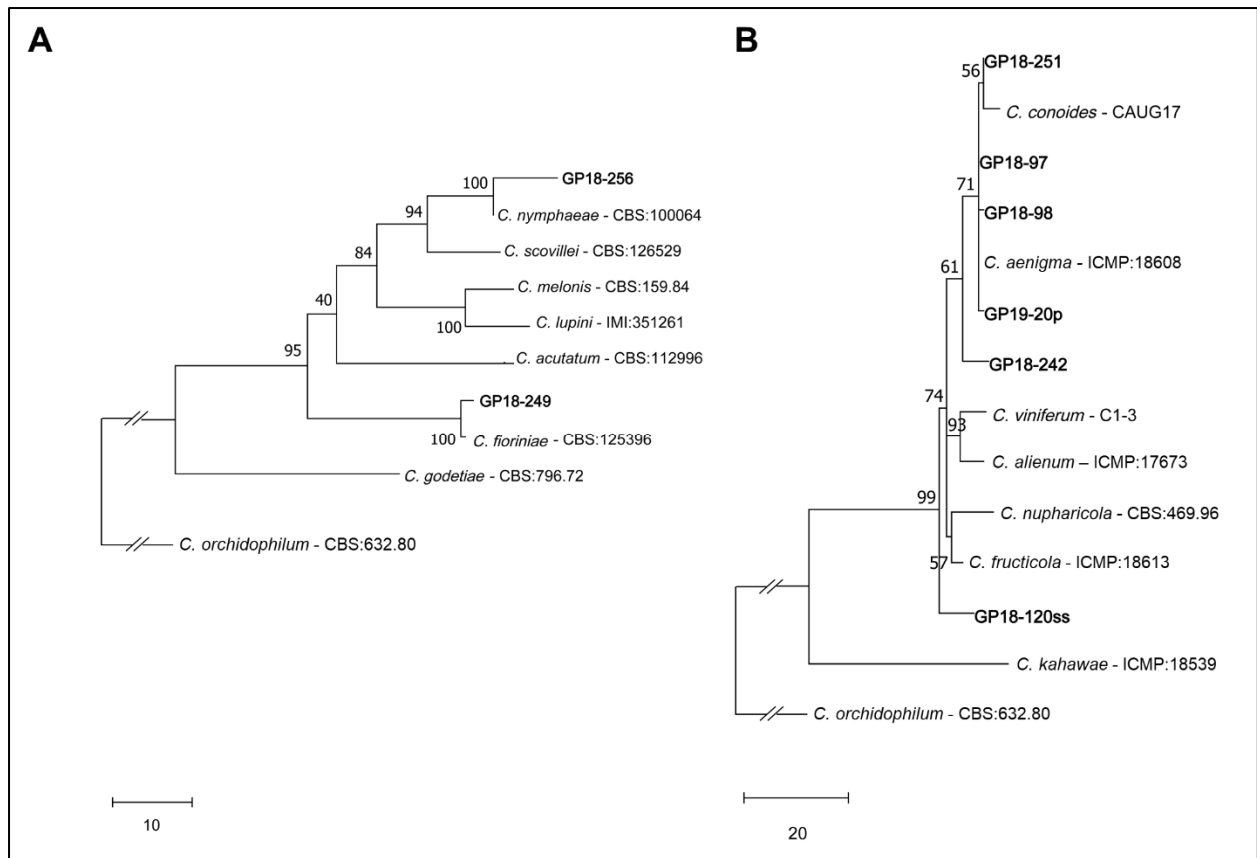 A
GP18-256
100
C. nymphaeae - CBS:100064
94
C. scovillei - CBS:126529
84
C. melonis - CBS:159.84
40
100
C. lupini - IMI:351261
95
C. acutatum - CBS:112996
GP18-249
100
C. fioriniae - CBS:125396
C. godetiae - CBS:796.72
C. orchidophilum - CBS:632.80
10
B
GP18-251
56
C. conoides - CAUG17
GP18-97
71
GP18-98
61
C. aenigma - ICMP:18608
GP19-20p
GP18-242
74
C. viniferum - C1-3
93
C. alienum – ICMP:17673
99
C. nupharicola - CBS:469.96
57
C. fructicola - ICMP:18613
GP18-120ss
C. kahawae - ICMP:18539
C. orchidophilum - CBS:632.80
20